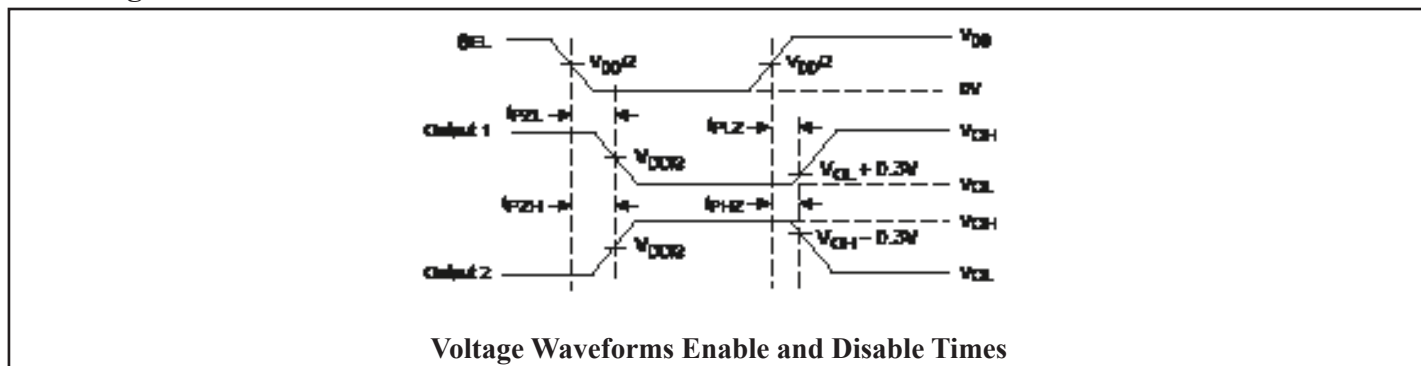 SEL
VDD/2
VDD/2
VDD
0V
tPZL
tPLZ
Output 1
VDD/2
VOH
VOL + 0.3V
VOL
tPZH
tPHZ
VOH
VDD/2
VOH – 0.3V
Output 2
VOL
Voltage Waveforms Enable and Disable Times